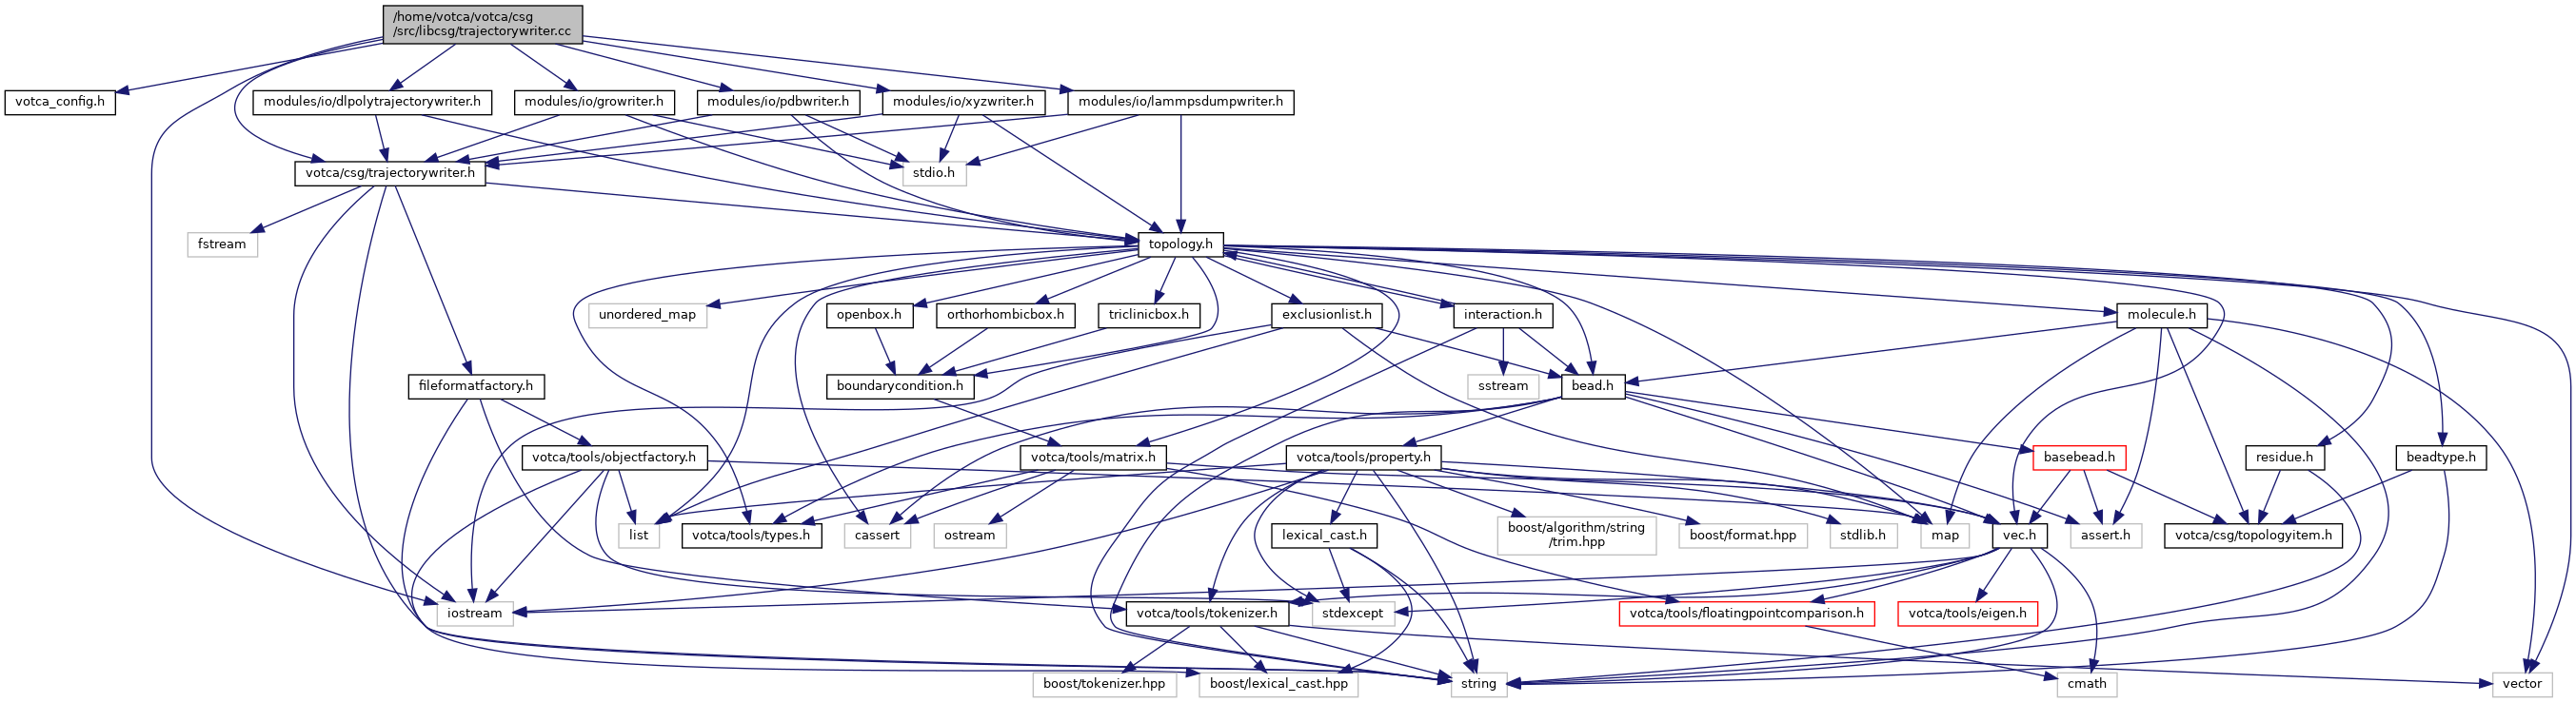 /home/votca/votca/csg
/src/libcsg/trajectorywriter.cc
votca_config.h
modules/io/dlpolytrajectorywriter.h
modules/io/growriter.h
modules/io/pdbwriter.h
modules/io/xyzwriter.h
modules/io/lammpsdumpwriter.h
votca/csg/trajectorywriter.h
stdio.h
fstream
topology.h
unordered_map
openbox.h
orthorhombicbox.h
triclinicbox.h
exclusionlist.h
interaction.h
molecule.h
fileformatfactory.h
boundarycondition.h
sstream
bead.h
votca/tools/objectfactory.h
votca/tools/matrix.h
votca/tools/property.h
basebead.h
residue.h
beadtype.h
list
votca/tools/types.h
cassert
ostream
lexical_cast.h
boost/algorithm/string
/trim.hpp
boost/format.hpp
stdlib.h
map
vec.h
assert.h
votca/csg/topologyitem.h
iostream
votca/tools/tokenizer.h
stdexcept
votca/tools/floatingpointcomparison.h
votca/tools/eigen.h
boost/tokenizer.hpp
boost/lexical_cast.hpp
string
cmath
vector